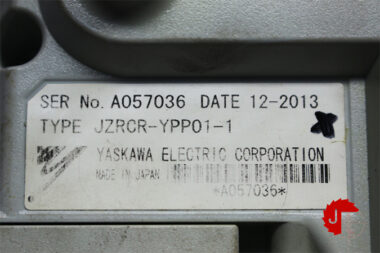 SER No. A057036 DATE 12-2013
TYPE JZRCR-YPP01-1
YASKAWA ELECTRIC CORPORATION
MADE IN JAPAN
*A057036*
J